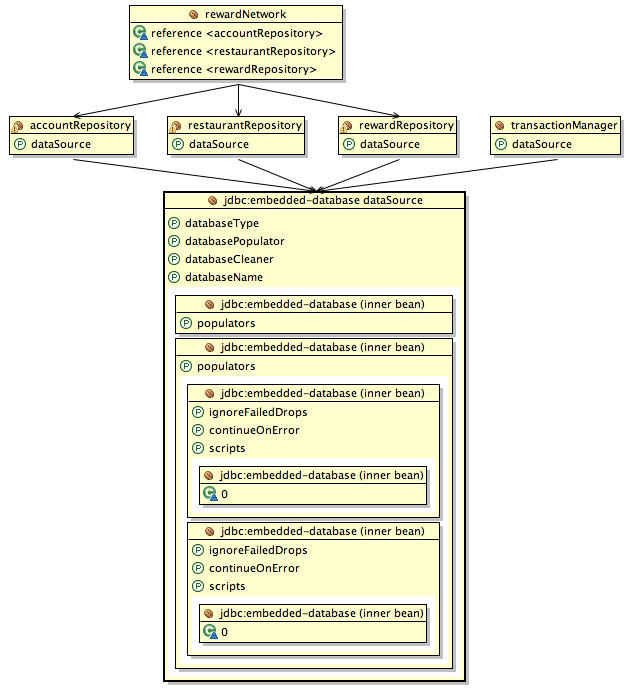 rewardNetwork
reference <accountRepository>
reference <restaurantRepository>
reference <rewardRepository>
accountRepository
P dataSource
restaurantRepository
P dataSource
rewardRepository
P dataSource
transactionManager
P dataSource
jdbc:embedded-database dataSource
P databaseType
P databasePopulator
P databaseCleaner
P databaseName
jdbc:embedded-database (inner bean)
P populators
jdbc:embedded-database (inner bean)
P populators
jdbc:embedded-database (inner bean)
P ignoreFailedDrops
P continueOnError
P scripts
jdbc:embedded-database (inner bean)
0
jdbc:embedded-database (inner bean)
P ignoreFailedDrops
P continueOnError
P scripts
jdbc:embedded-database (inner bean)
0